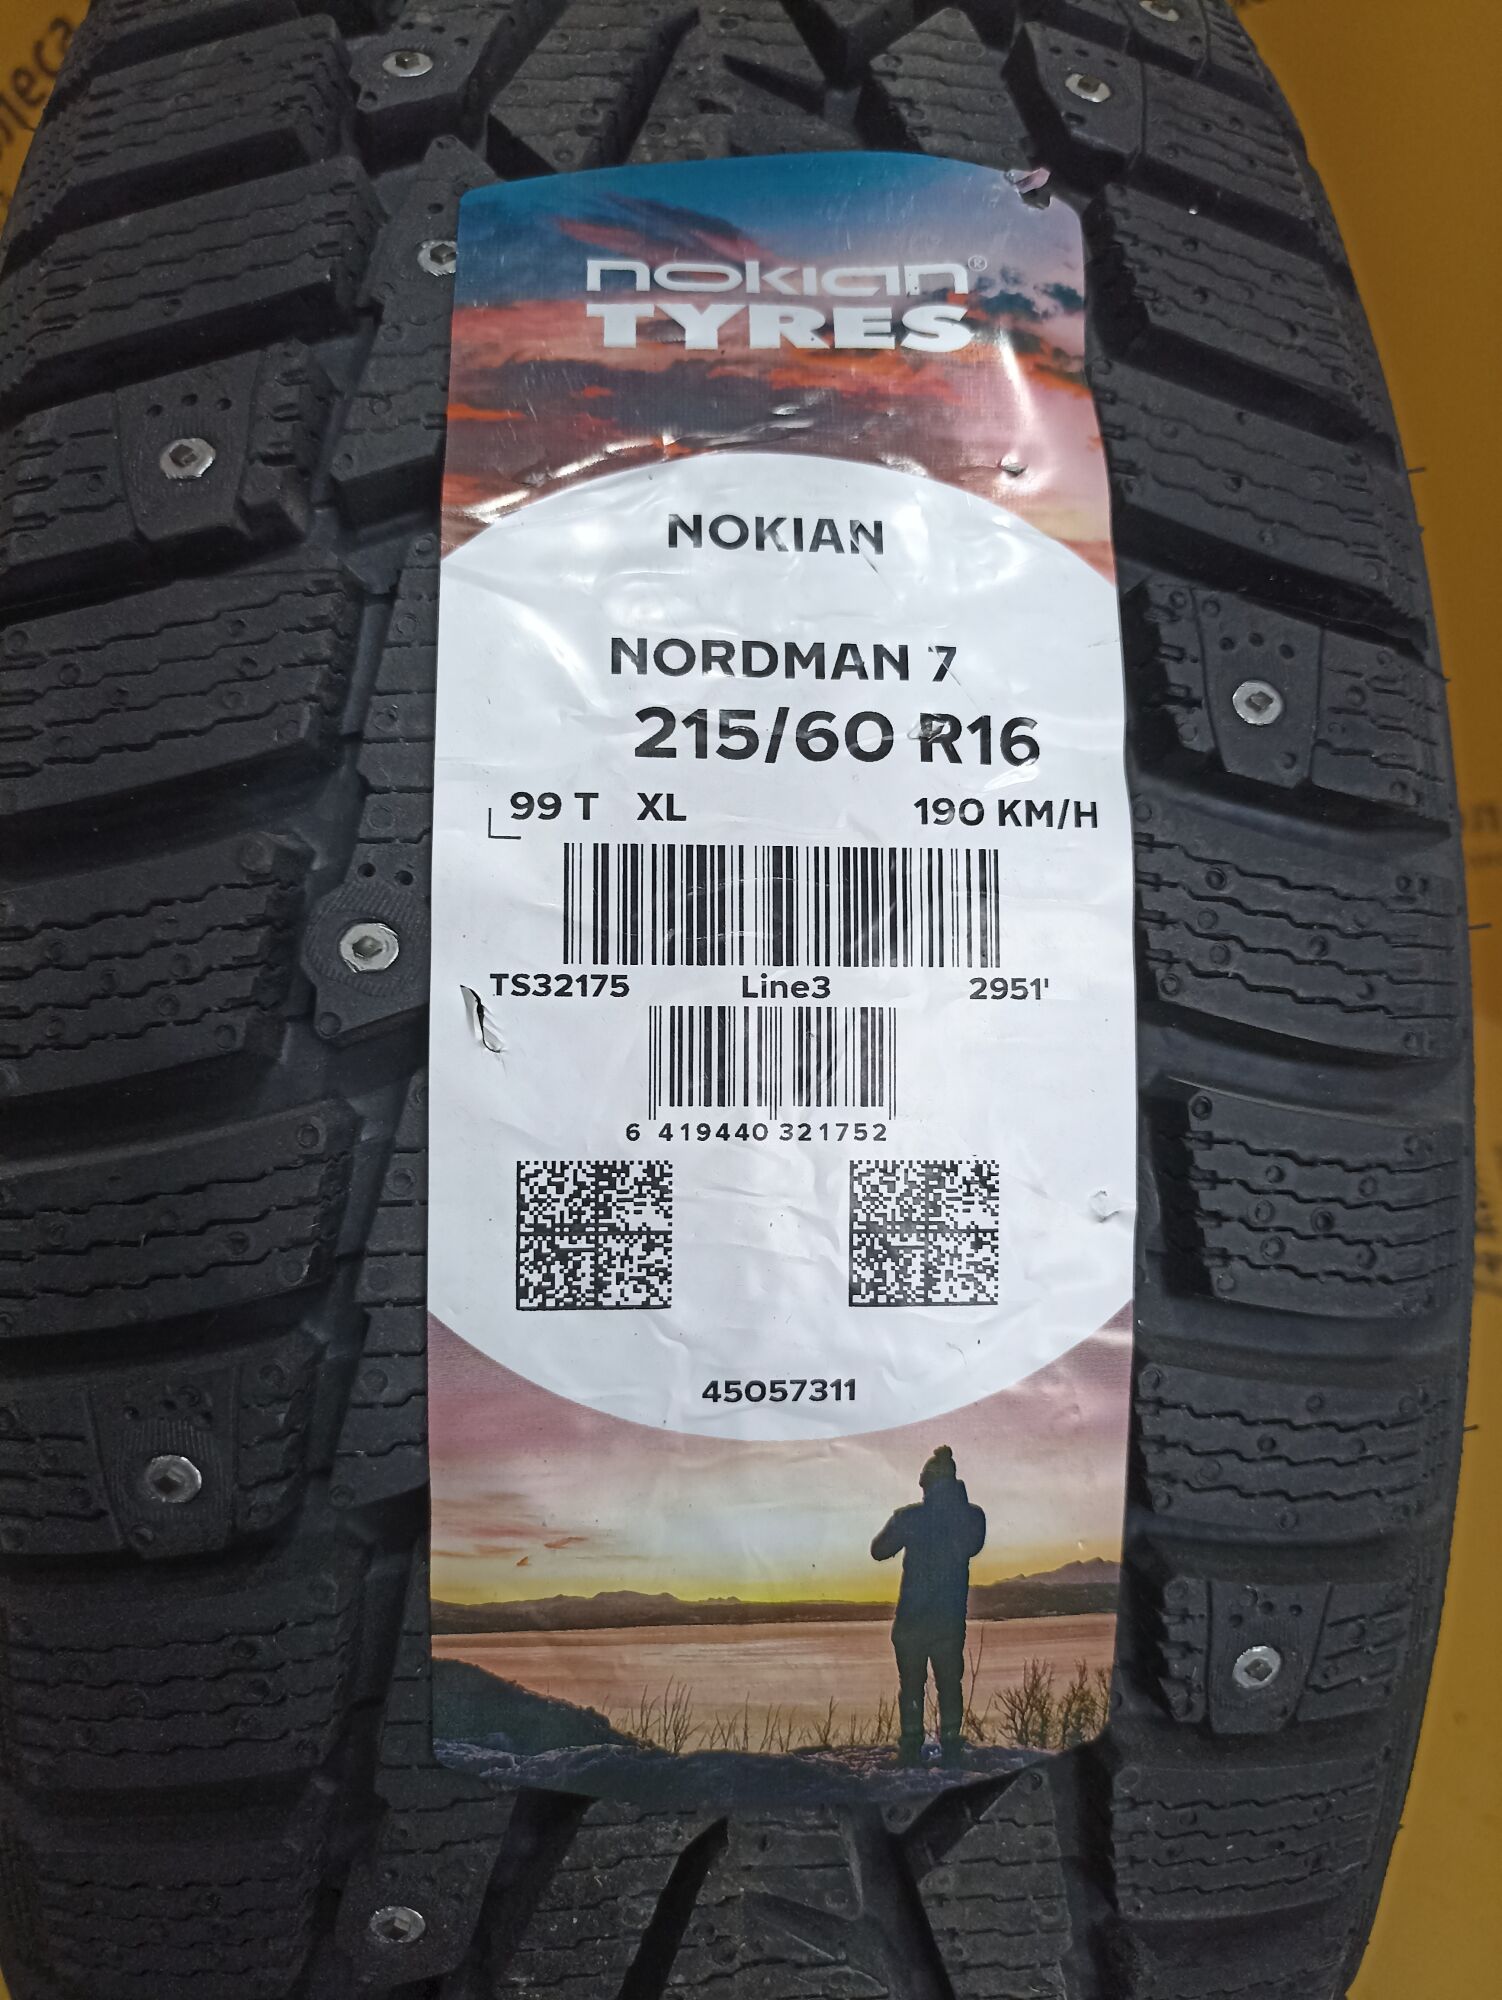 nokian®
TYRES
NOKIAN
NORDMAN 7
215/60 R16
99 T XL 190 KM/H
TS32175 Line3 2951'
6 419440 321752
45057311